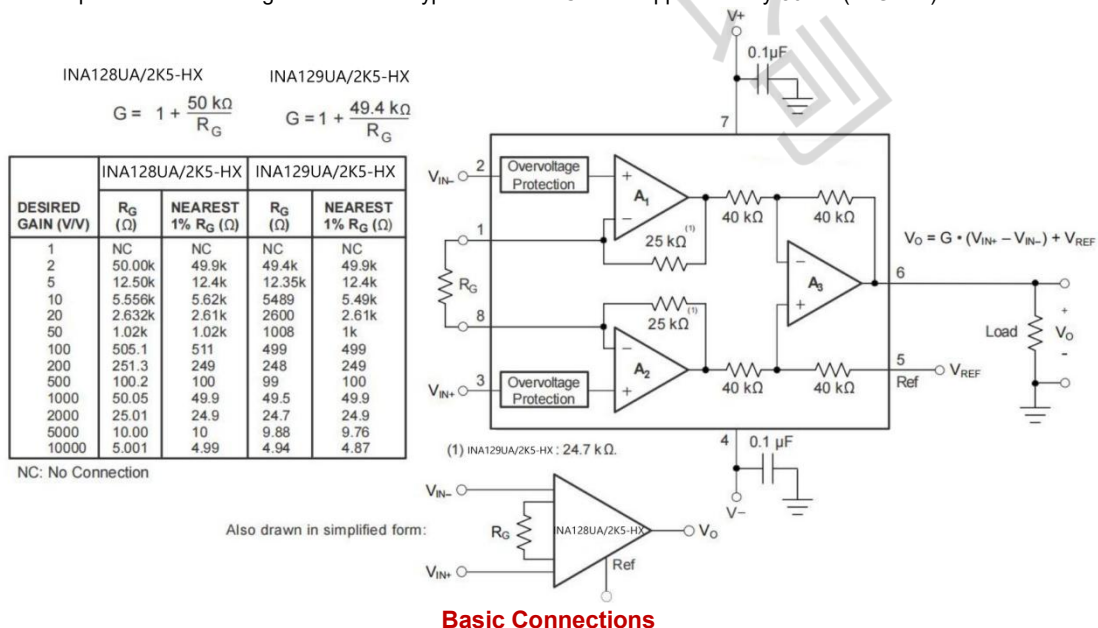 INA128UA/2K5-HX
G = 1 + 50 kΩ / RG
INA129UA/2K5-HX
G = 1 + 49.4 kΩ / RG
INA128UA/2K5-HX INA129UA/2K5-HX
DESIRED GAIN (V/V) RG (Ω) NEAREST 1% RG (Ω) RG (Ω) NEAREST 1% RG (Ω)
1 NC NC NC NC
2 50.00k 49.9k 49.4k 49.9k
5 12.50k 12.4k 12.35k 12.4k
10 5.556k 5.62k 5489 5.49k
20 2.632k 2.61k 2600 2.61k
50 1.02k 1.02k 1008 1k
100 505.1 511 499 499
200 251.3 249 248 249
500 100.2 100 99 100
1000 50.05 49.9 49.5 49.9
2000 25.01 24.9 24.7 24.9
5000 10.00 10 9.88 9.76
10000 5.001 4.99 4.94 4.87
NC: No Connection
V+
0.1µF
7
VIN– 2 Overvoltage
Protection
+
–
A1
40 kΩ
40 kΩ
1
25 kΩ (1)
RG
–
+
A3
6
VO = G • (VIN+ – VIN–) + VREF
8
25 kΩ (1)
Load
+
VO
-
–
+
A2
VIN+ 3 Overvoltage
Protection
40 kΩ
40 kΩ
5
Ref
VREF
4 0.1 µF
V–
(1) INA129UA/2K5-HX : 24.7 kΩ.
Also drawn in simplified form:
VIN–
RG
INA128UA/2K5-HX
VO
VIN+
Ref
Basic Connections